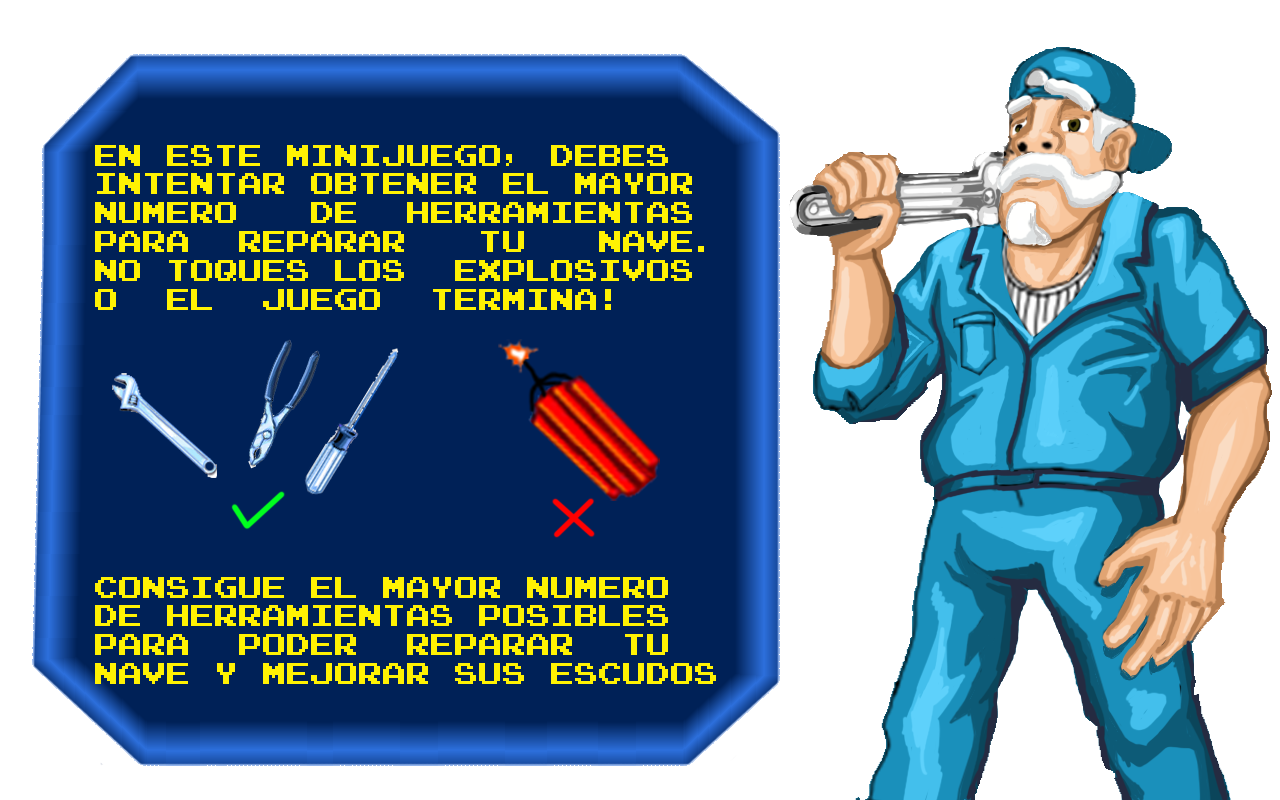 EN ESTE MINIJUEGO, DEBES
INTENTAR OBTENER EL MAYOR
NUMERO DE HERRAMIENTAS
PARA REPARAR TU NAVE.
NO TOQUES LOS EXPLOSIVOS
O EL JUEGO TERMINA!
CONSIGUE EL MAYOR NUMERO
DE HERRAMIENTAS POSIBLES
PARA PODER REPARAR TU
NAVE Y MEJORAR SUS ESCUDOS